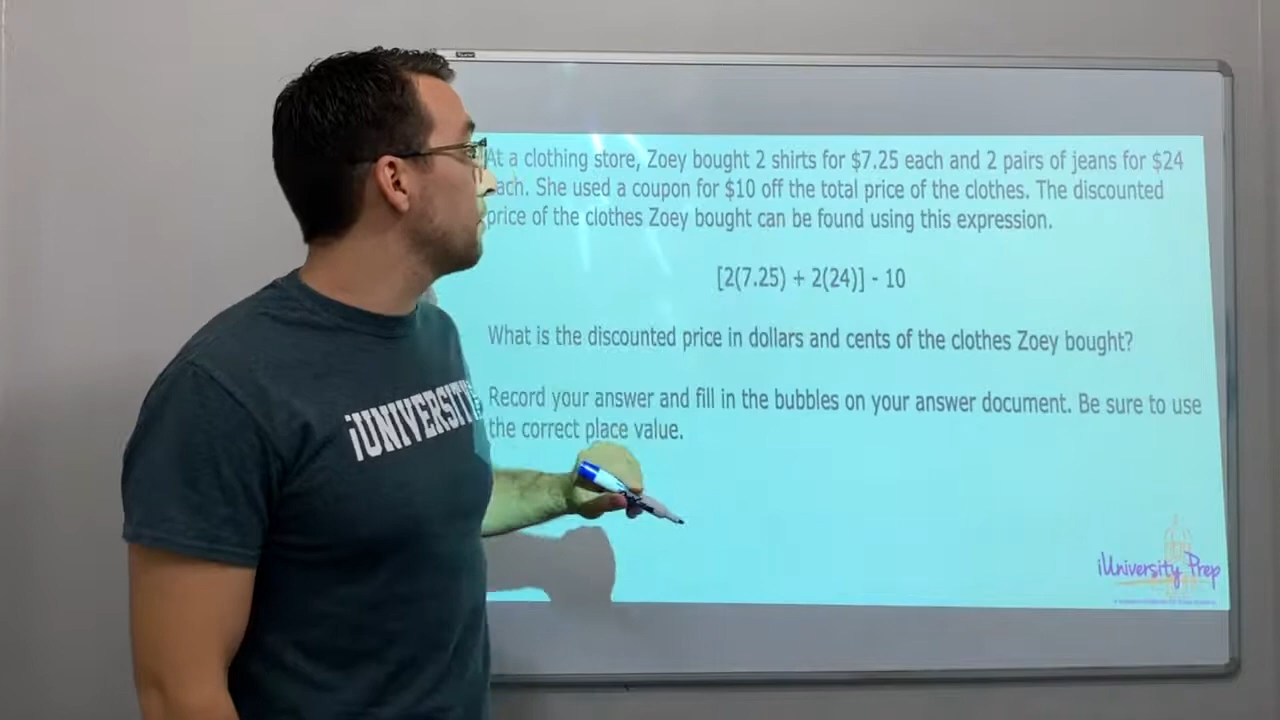 At a clothing store, Zoey bought 2 shirts for $7.25 each and 2 pairs of jeans for $24
ach. She used a coupon for $10 off the total price of the clothes. The discounted
price of the clothes Zoey bought can be found using this expression.
[2(7.25) + 2(24)] - 10
What is the discounted price in dollars and cents of the clothes Zoey bought?
Record your answer and fill in the bubbles on your answer document. Be sure to use
the correct place value.
iUNIVERSITY
iUniversity Prep